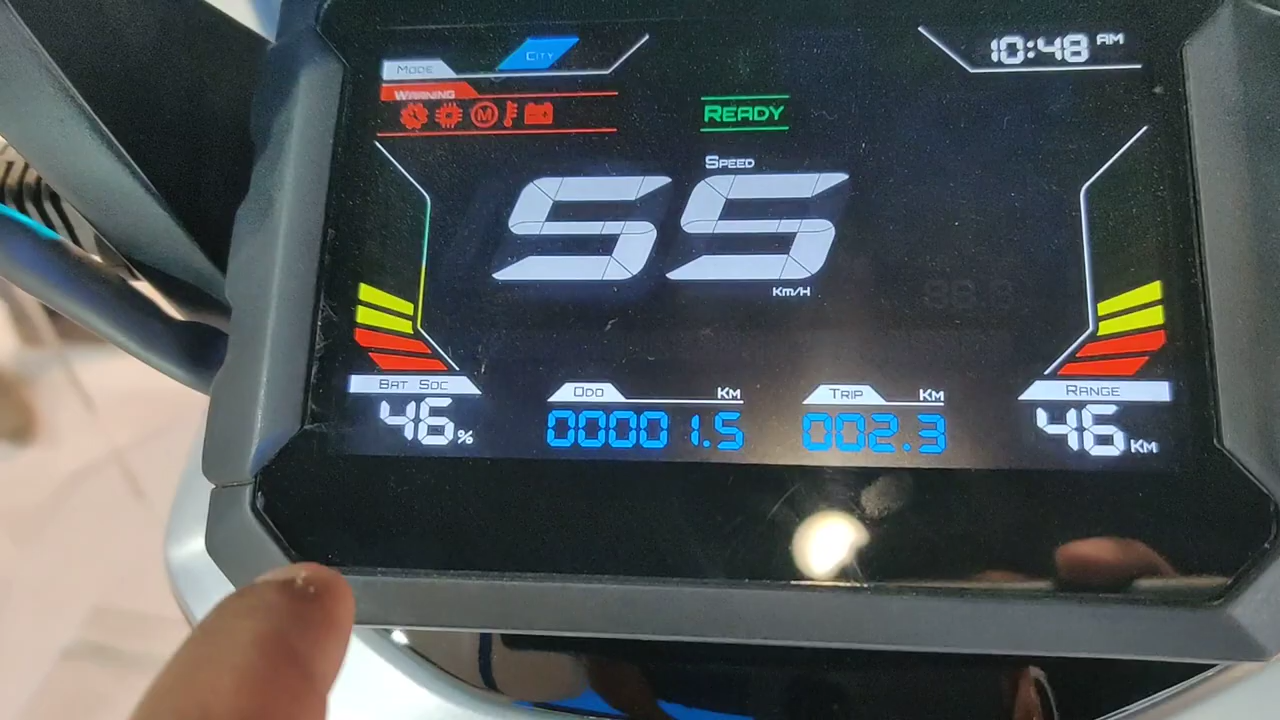 CITY
MODE
10:48 AM
WARNING
M
READY
SPEED
55
KM/H
BAT SOC
46%
ODO KM
00001.5
TRIP KM
002.3
RANGE
46 KM